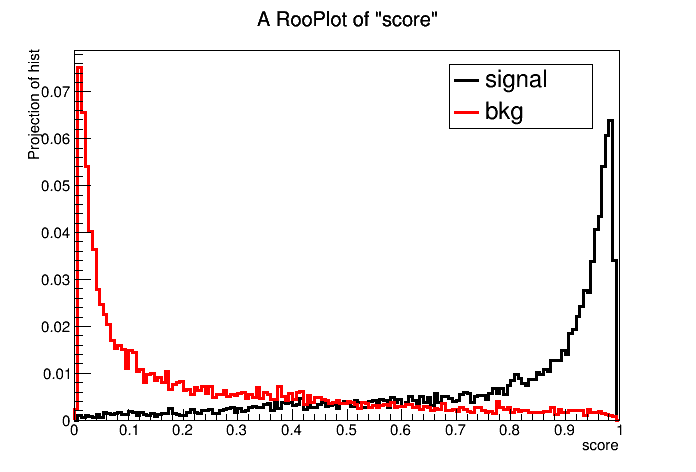 A RooPlot of "score"
Projection of hist
signal
bkg
0.07
0.06
0.05
0.04
0.03
0.02
0.01
0
0 0.1 0.2 0.3 0.4 0.5 0.6 0.7 0.8 0.9 1
score